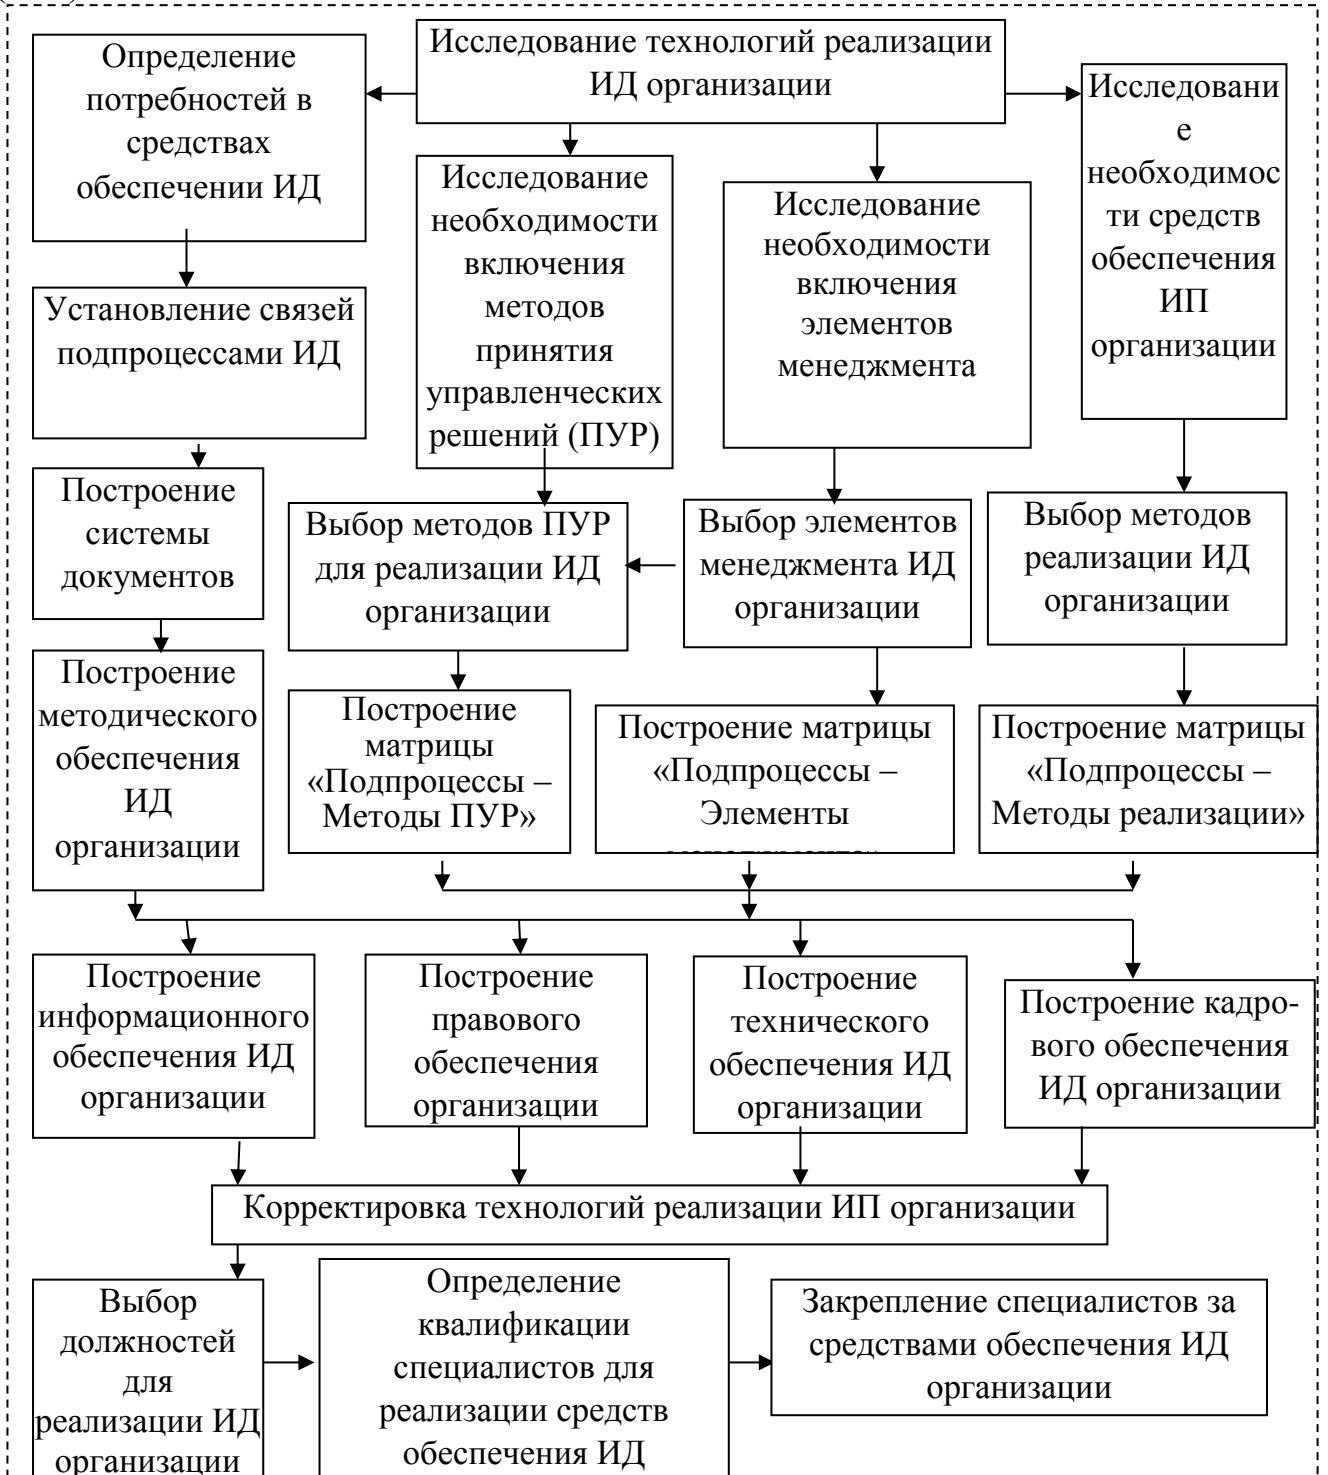 Исследование технологий реализации
ИД организации
Определение
потребностей в
средствах
обеспечении ИД
Исследование
необходимости
включения
методов
принятия
управленческих
решений (ПУР)
Исследование
необходимости
включения
элементов
менеджмента
Исследовани
е
необходимос
ти средств
обеспечения
ИП
организации
Установление связей
подпроцессами ИД
Построение
системы
документов
Выбор методов ПУР
для реализации ИД
организации
Выбор элементов
менеджмента ИД
организации
Выбор методов
реализации ИД
организации
Построение
методического
обеспечения
ИД
организации
Построение
матрицы
«Подпроцессы –
Методы ПУР»
Построение матрицы
«Подпроцессы –
Элементы
Построение матрицы
«Подпроцессы –
Методы реализации»
Построение
информационного
обеспечения ИД
организации
Построение
правового
обеспечения
организации
Построение
технического
обеспечения ИД
организации
Построение кадро-
вого обеспечения
ИД организации
Корректировка технологий реализации ИП организации
Выбор
должностей
для
реализации ИД
организации
Определение
квалификации
специалистов для
реализации средств
обеспечения ИД
Закрепление специалистов за
средствами обеспечения ИД
организации